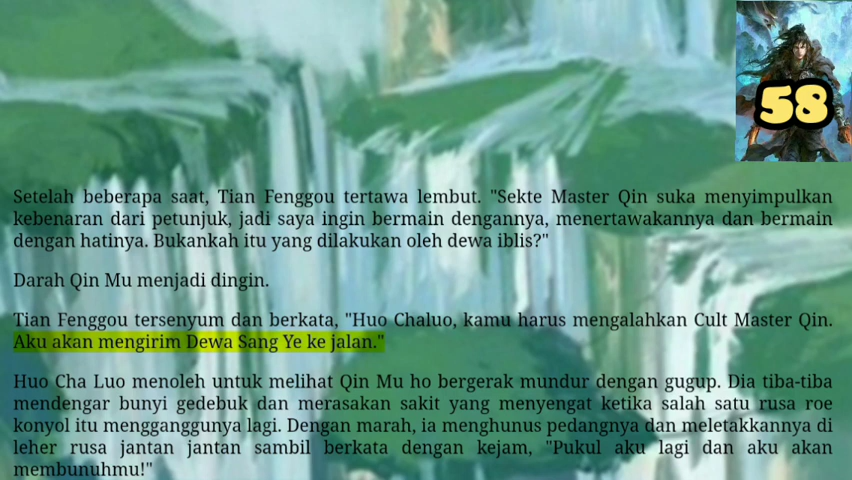 58
Setelah beberapa saat, Tian Fenggou tertawa lembut. "Sekte Master Qin suka menyimpulkan
kebenaran dari petunjuk, jadi saya ingin bermain dengannya, menertawakannya dan bermain
dengan hatinya. Bukankah itu yang dilakukan oleh dewa iblis?"
Darah Qin Mu menjadi dingin.
Tian Fenggou tersenyum dan berkata, "Huo Chaluo, kamu harus mengalahkan Cult Master Qin.
Aku akan mengirim Dewa Sang Ye ke jalan."
Huo Cha Luo menoleh untuk melihat Qin Mu ho bergerak mundur dengan gugup. Dia tiba-tiba
mendengar bunyi gedebuk dan merasakan sakit yang menyengat ketika salah satu rusa roe
konyol itu mengganggunya lagi. Dengan marah, ia menghunus pedangnya dan meletakkannya di
leher rusa jantan jantan sambil berkata dengan kejam, "Pukul aku lagi dan aku akan
membunuhmu!"